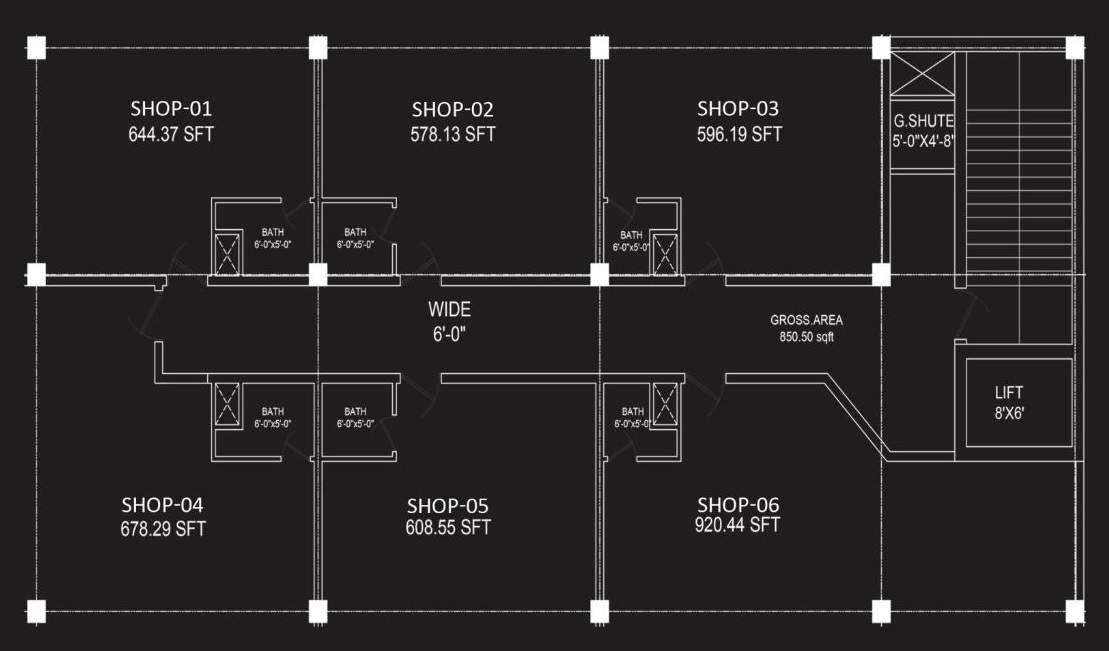 SHOP-01
644.37 SFT
SHOP-02
578.13 SFT
SHOP-03
596.19 SFT
G.SHUTE
5'-0"X4'-8"
BATH
6'-0"x5'-0"
BATH
6'-0"x5'-0"
BATH
6'-0"x5'-0"
WIDE
6'-0"
GROSS.AREA
850.50 sqft
LIFT
8'X6'
BATH
6'-0"x5'-0"
BATH
6'-0"x5'-0"
BATH
6'-0"x5'-0"
SHOP-04
678.29 SFT
SHOP-05
608.55 SFT
SHOP-06
920.44 SFT